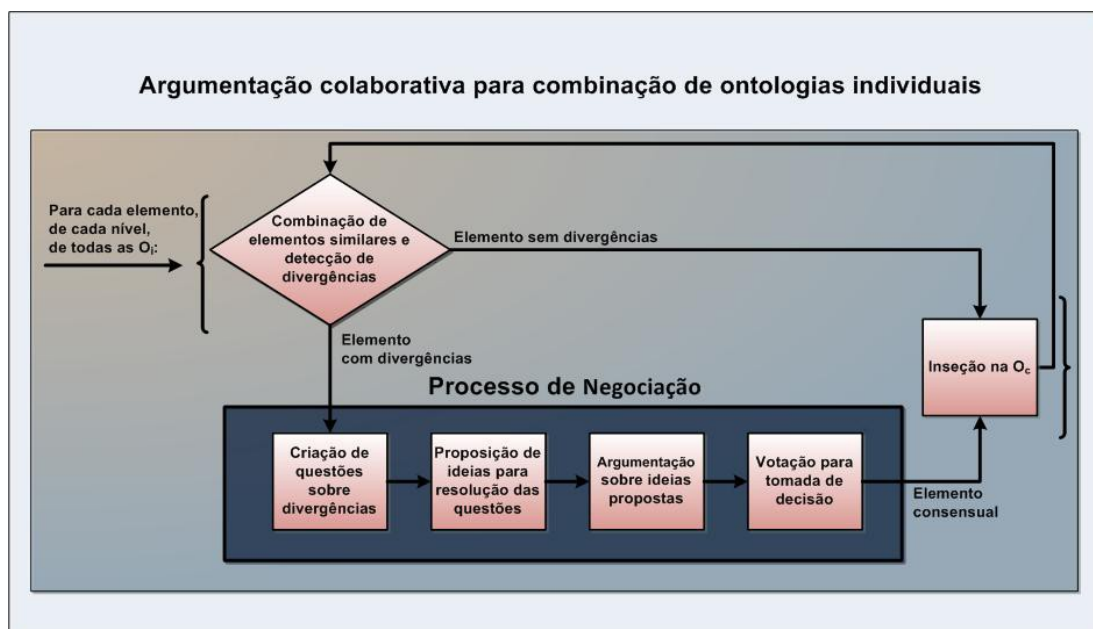 Argumentação colaborativa para combinação de ontologias individuais
Para cada elemento,
de cada nível,
de todas as Oᵢ:
Combinação de
elementos similares e
detecção de
divergências
Elemento sem divergências
Elemento
com divergências
Inseção na O꜀
Processo de Negociação
Criação de
questões
sobre
divergências
Proposição de
ideias para
resolução das
questões
Argumentação
sobre ideias
propostas
Votação para
tomada de
decisão
Elemento
consensual